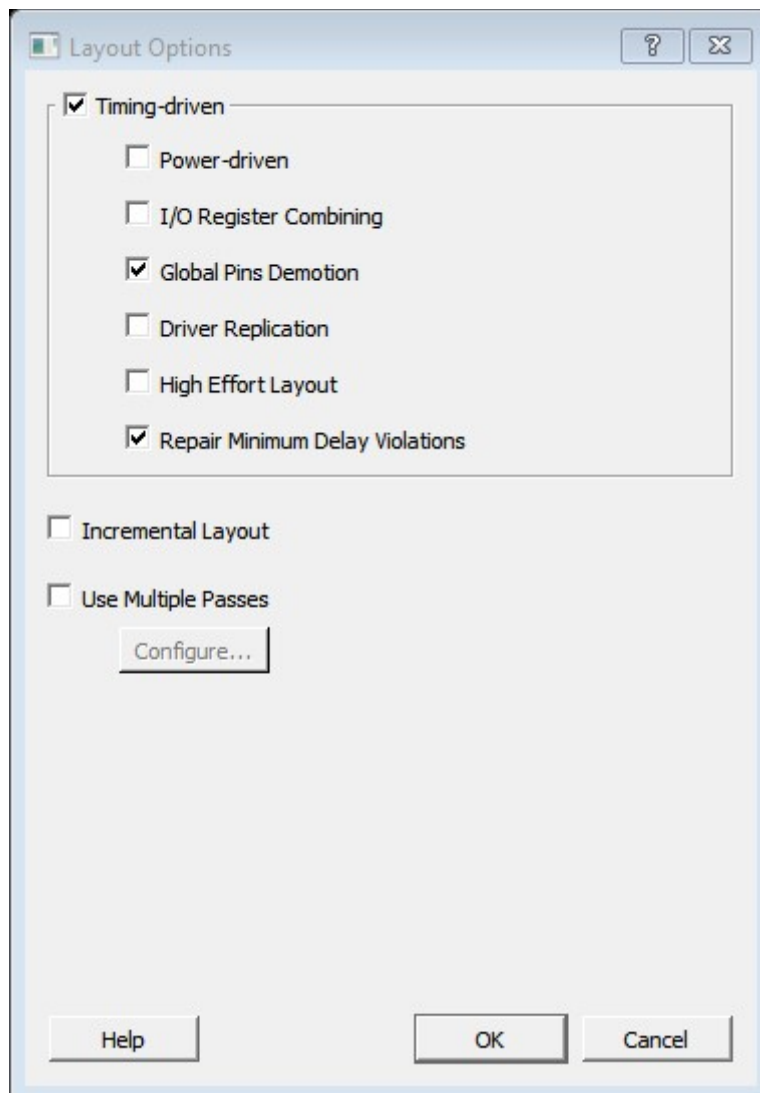 Layout Options
Timing-driven
Power-driven
I/O Register Combining
Global Pins Demotion
Driver Replication
High Effort Layout
Repair Minimum Delay Violations
Incremental Layout
Use Multiple Passes
Configure...
Help OK Cancel